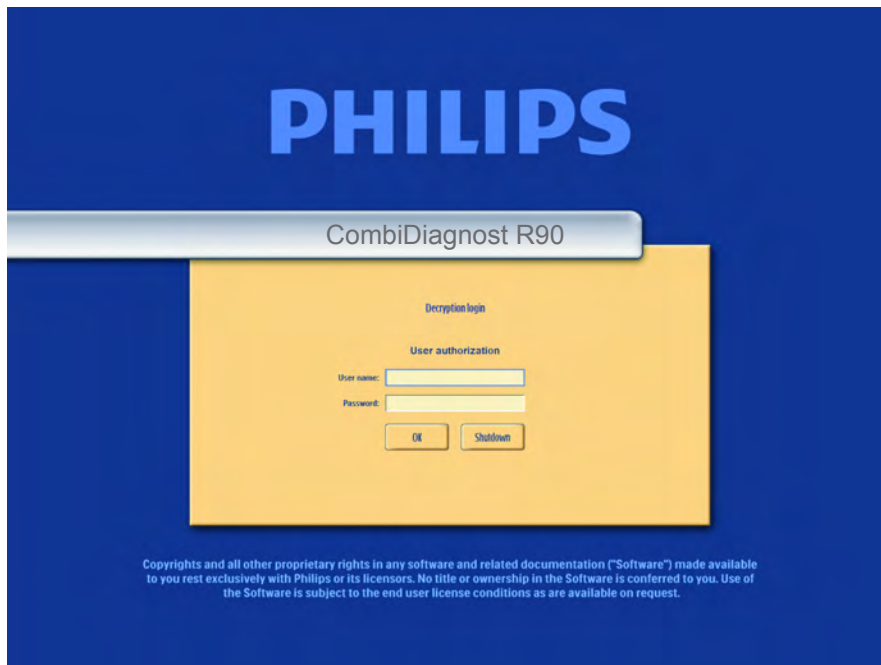 PHILIPS
CombiDiagnost R90
Decryption login
User authorization
User name:
Password:
OK
Shutdown
Copyrights and all other proprietary rights in any software and related documentation ("Software") made available
to you rest exclusively with Philips or its licensors. No title or ownership in the Software is conferred to you. Use of
the Software is subject to the end user license conditions as are available on request.